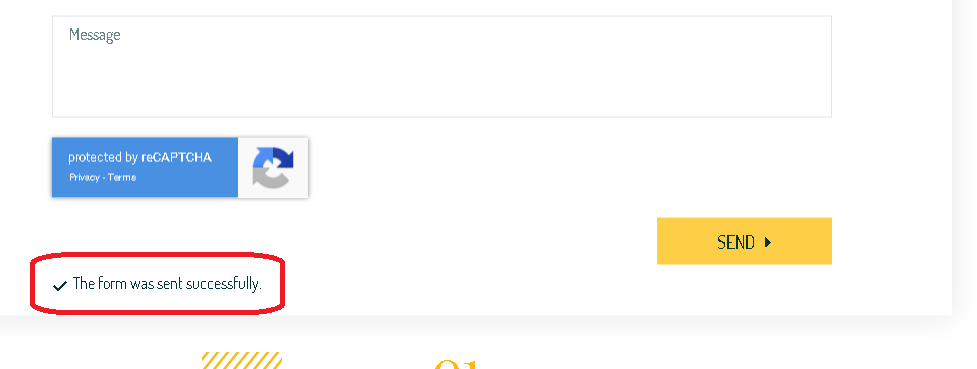 Message
protected by reCAPTCHA
Privacy - Terms
SEND
The form was sent successfully.